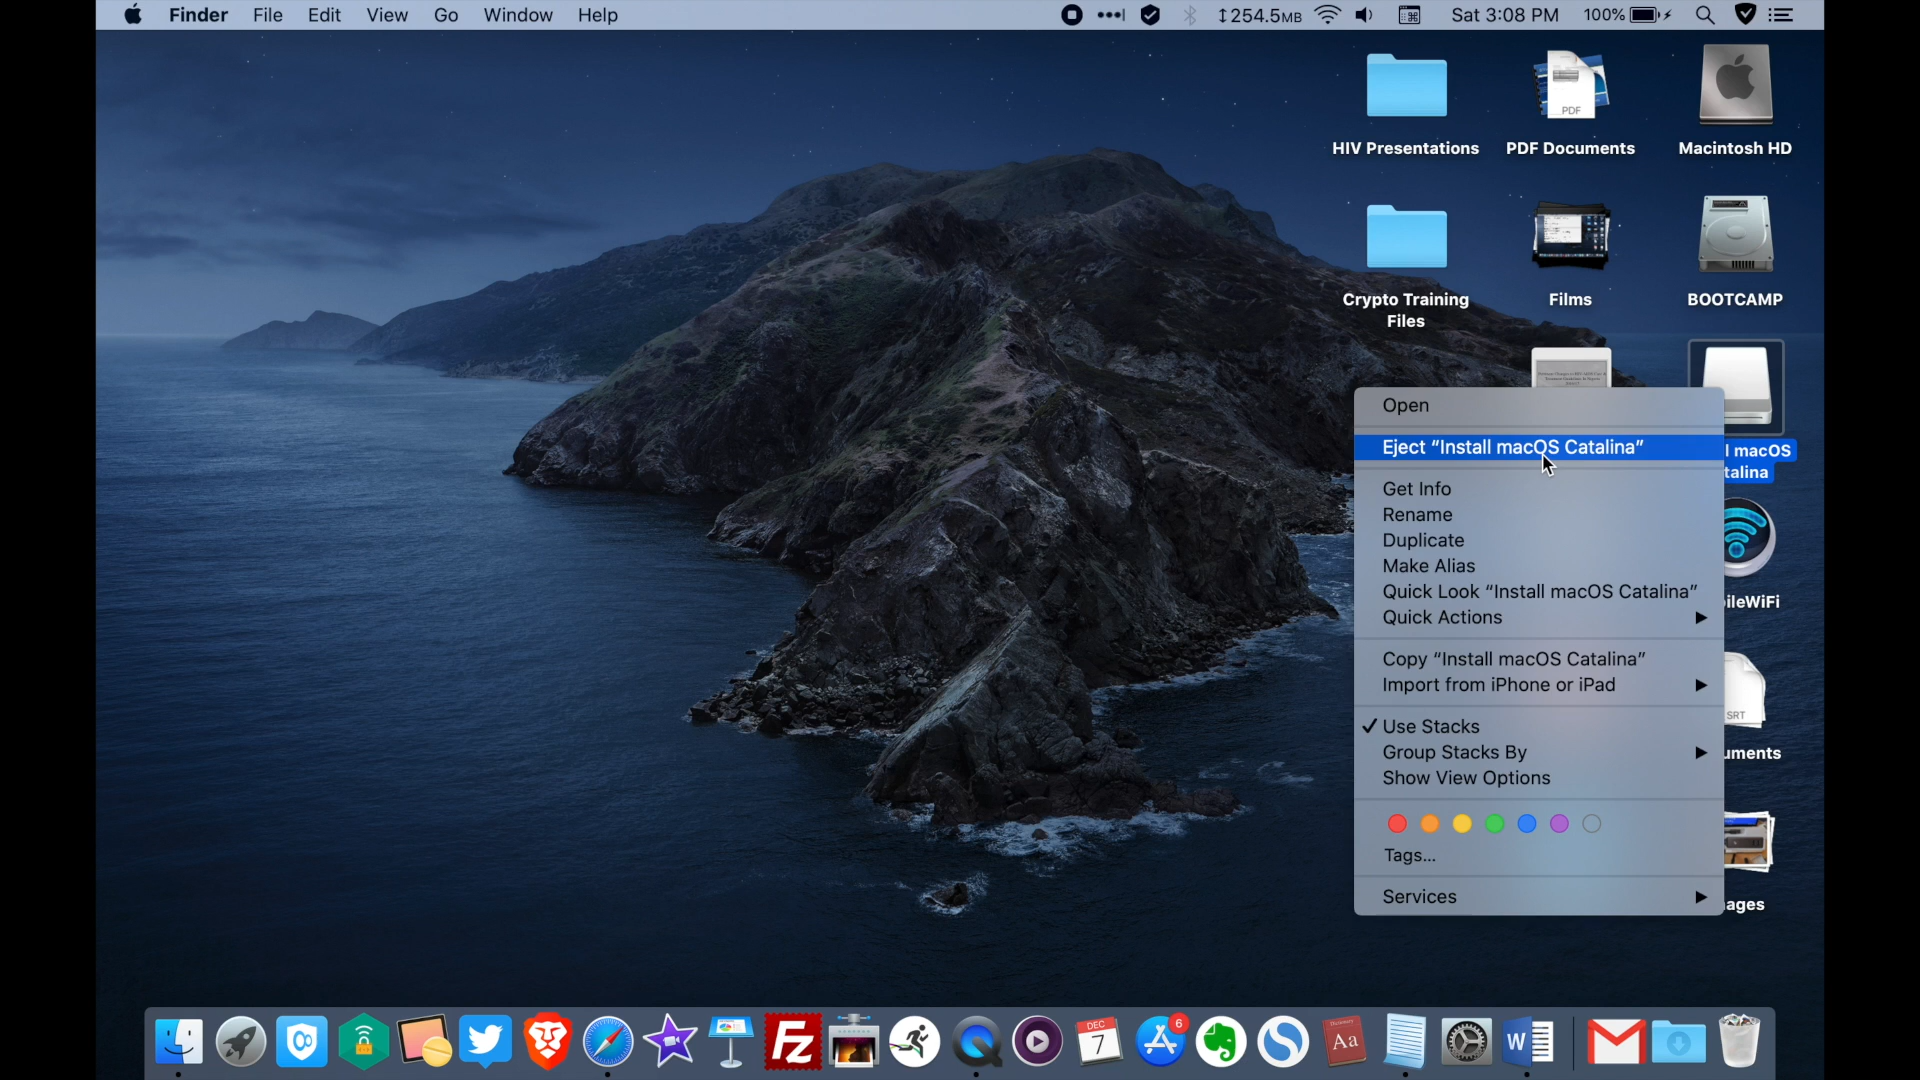 Finder File Edit View Go Window Help
254.5MB Sat 3:08 PM 100%
HIV Presentations
PDF
PDF Documents
Macintosh HD
Crypto Training
Files
Films
BOOTCAMP
Open
Eject “Install macOS Catalina”
Get Info
Rename
Duplicate
Make Alias
Quick Look “Install macOS Catalina”
Quick Actions
Copy “Install macOS Catalina”
Import from iPhone or iPad
Use Stacks
Group Stacks By
Show View Options
Tags...
Services
l macOS
talina
ileWiFi
SRT
uments
ages
Fz
DEC
7
6
Dictionary
Aa
W